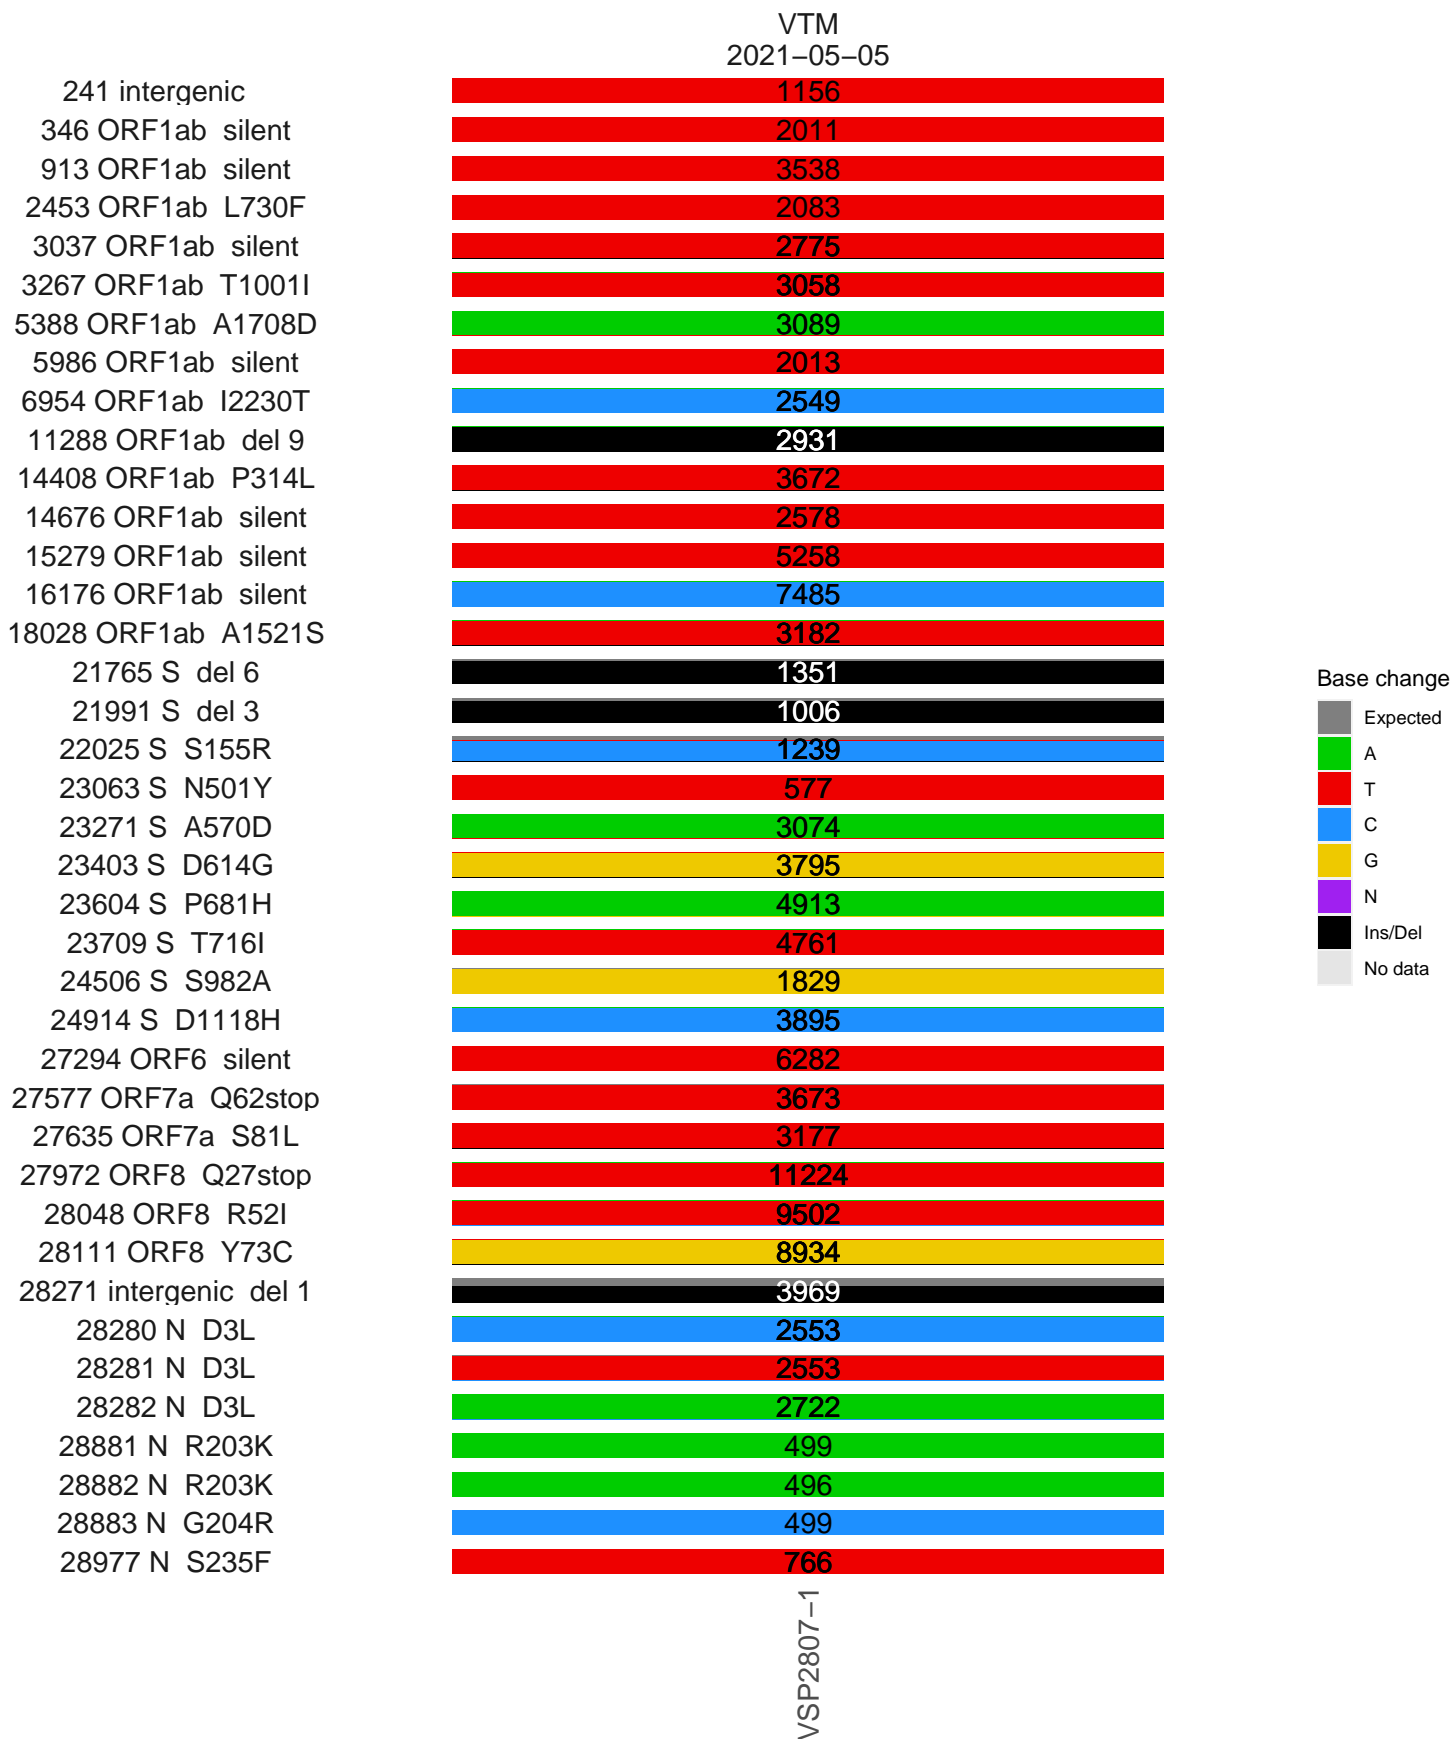 VTM
2021−05−05
241 intergenic 1156
346 ORF1ab silent 2011
913 ORF1ab silent 3538
2453 ORF1ab L730F 2083
3037 ORF1ab silent 2775
3267 ORF1ab T1001I 3058
5388 ORF1ab A1708D 3089
5986 ORF1ab silent 2013
6954 ORF1ab I2230T 2549
11288 ORF1ab del 9 2931
14408 ORF1ab P314L 3672
14676 ORF1ab silent 2578
15279 ORF1ab silent 5258
16176 ORF1ab silent 7485
18028 ORF1ab A1521S 3182
21765 S del 6 1351
21991 S del 3 1006
22025 S S155R 1239
23063 S N501Y 577
23271 S A570D 3074
23403 S D614G 3795
23604 S P681H 4913
23709 S T716I 4761
24506 S S982A 1829
24914 S D1118H 3895
27294 ORF6 silent 6282
27577 ORF7a Q62stop 3673
27635 ORF7a S81L 3177
27972 ORF8 Q27stop 11224
28048 ORF8 R52I 9502
28111 ORF8 Y73C 8934
28271 intergenic del 1 3969
28280 N D3L 2553
28281 N D3L 2553
28282 N D3L 2722
28881 N R203K 499
28882 N R203K 496
28883 N G204R 499
28977 N S235F 766
VSP2807−1
Base change
Expected
A
T
C
G
N
Ins/Del
No data